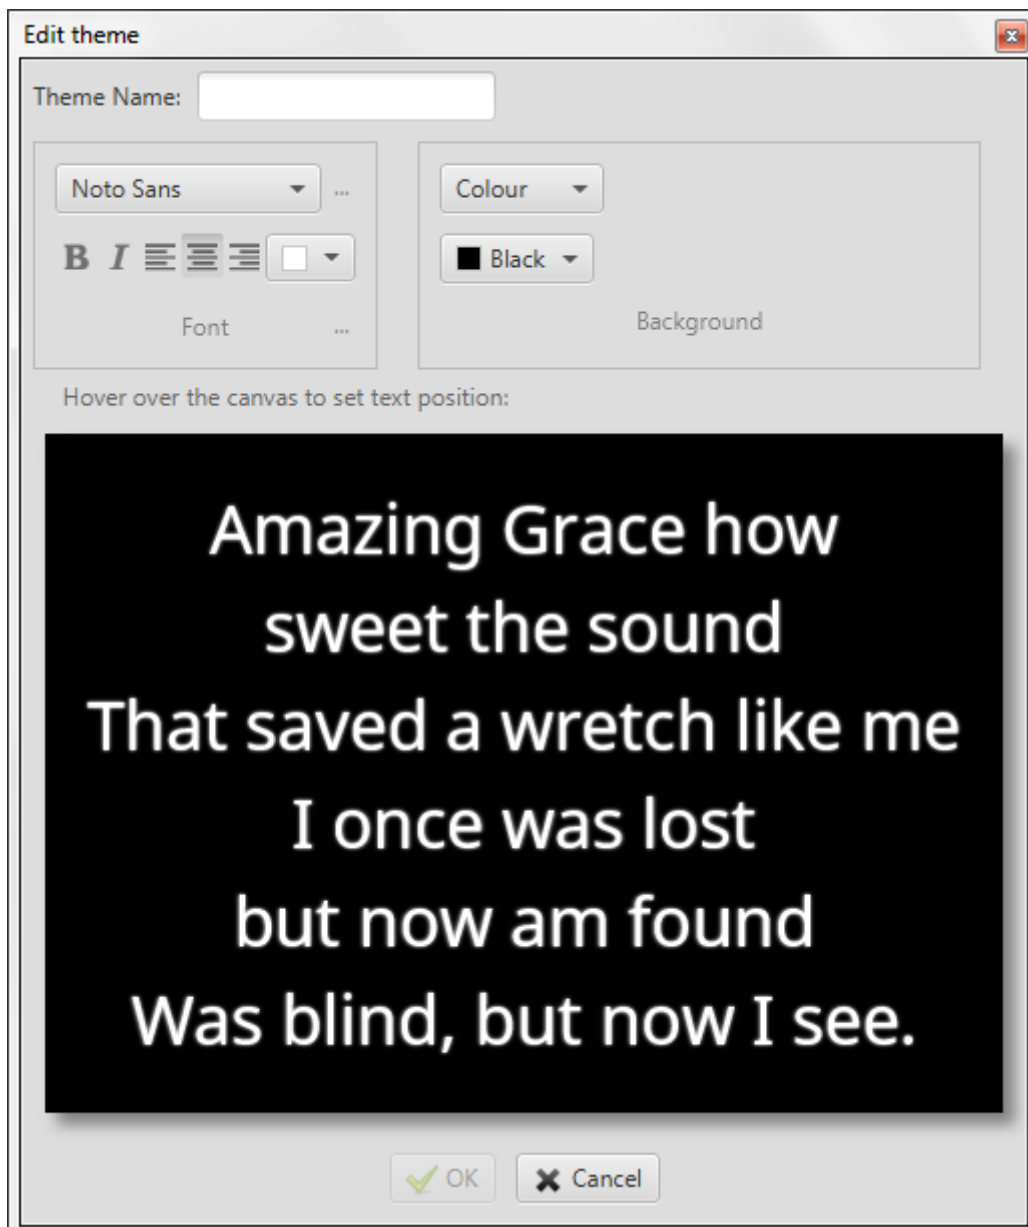 Edit theme
Theme Name:
Noto Sans ...
Colour
B I
Black
Font ...
Background
Hover over the canvas to set text position:
Amazing Grace how
sweet the sound
That saved a wretch like me
I once was lost
but now am found
Was blind, but now I see.
OK Cancel